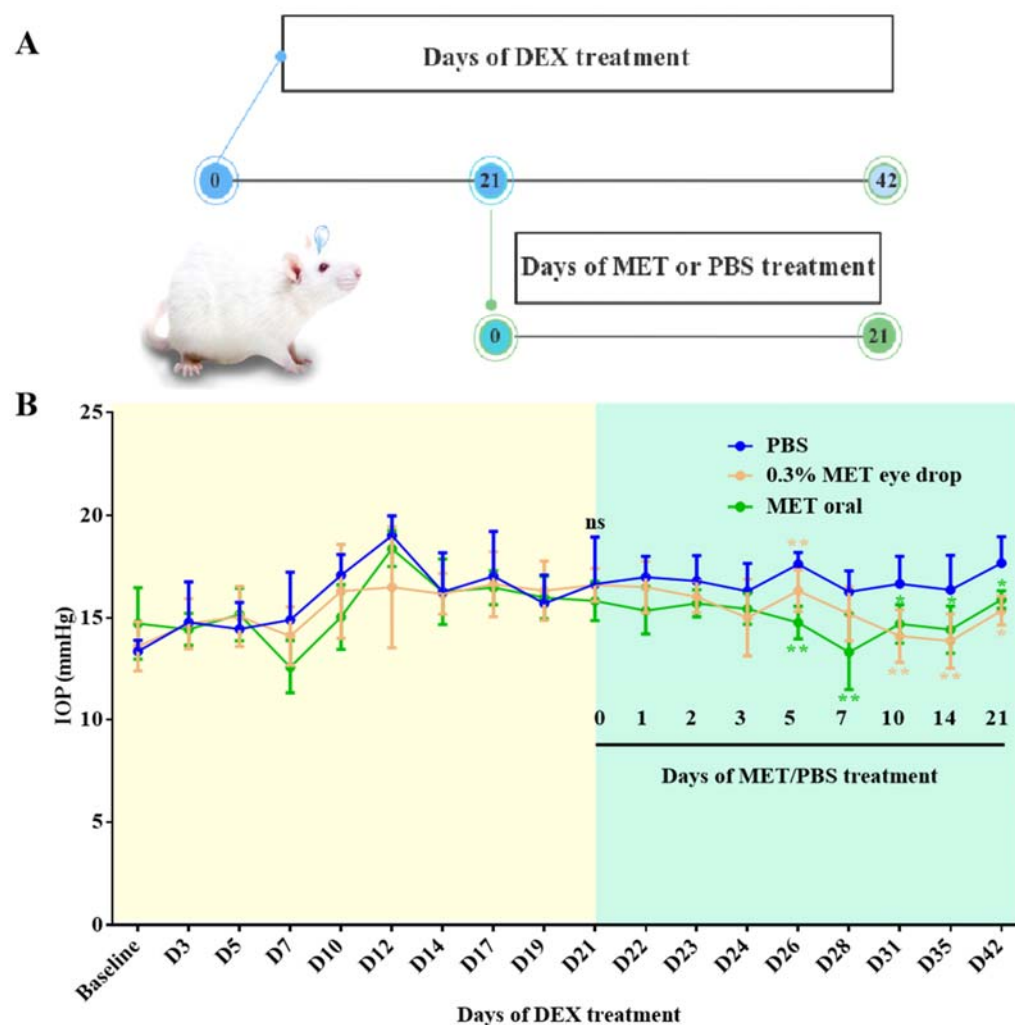 A
Days of DEX treatment
0
21
42
Days of MET or PBS treatment
0
21
B
25
20
15
10
5
0
IOP (mmHg)
PBS
0.3% MET eye drop
MET oral
ns
**
**
**
*
**
*
**
*
*
0 1 2 3 5 7 10 14 21
Days of MET/PBS treatment
Baseline D3 D5 D7 D10 D12 D14 D17 D19 D21 D22 D23 D24 D26 D28 D31 D35 D42
Days of DEX treatment